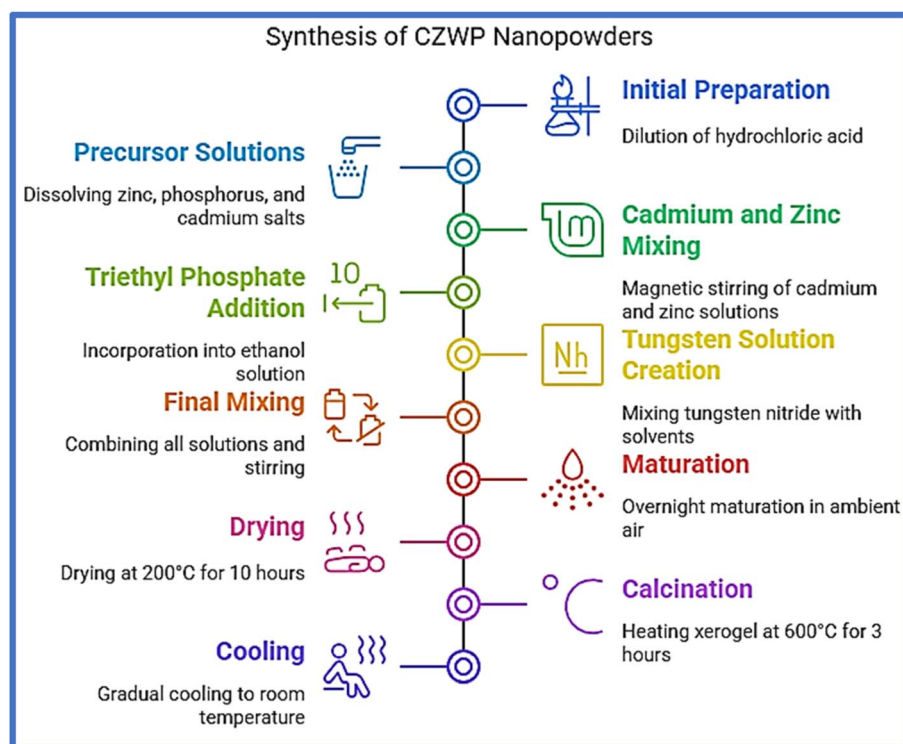 Synthesis of CZWP Nanopowders
Initial Preparation
Dilution of hydrochloric acid
Precursor Solutions
Dissolving zinc, phosphorus, and
cadmium salts
Cadmium and Zinc
Mixing
Magnetic stirring of cadmium
and zinc solutions
10
Triethyl Phosphate
Addition
Incorporation into ethanol
solution
Nh
Tungsten Solution
Creation
Mixing tungsten nitride with
solvents
Final Mixing
Combining all solutions and
stirring
Maturation
Overnight maturation in ambient
air
Drying
Drying at 200°C for 10 hours
Calcination
Heating xerogel at 600°C for 3
hours
Cooling
Gradual cooling to room
temperature